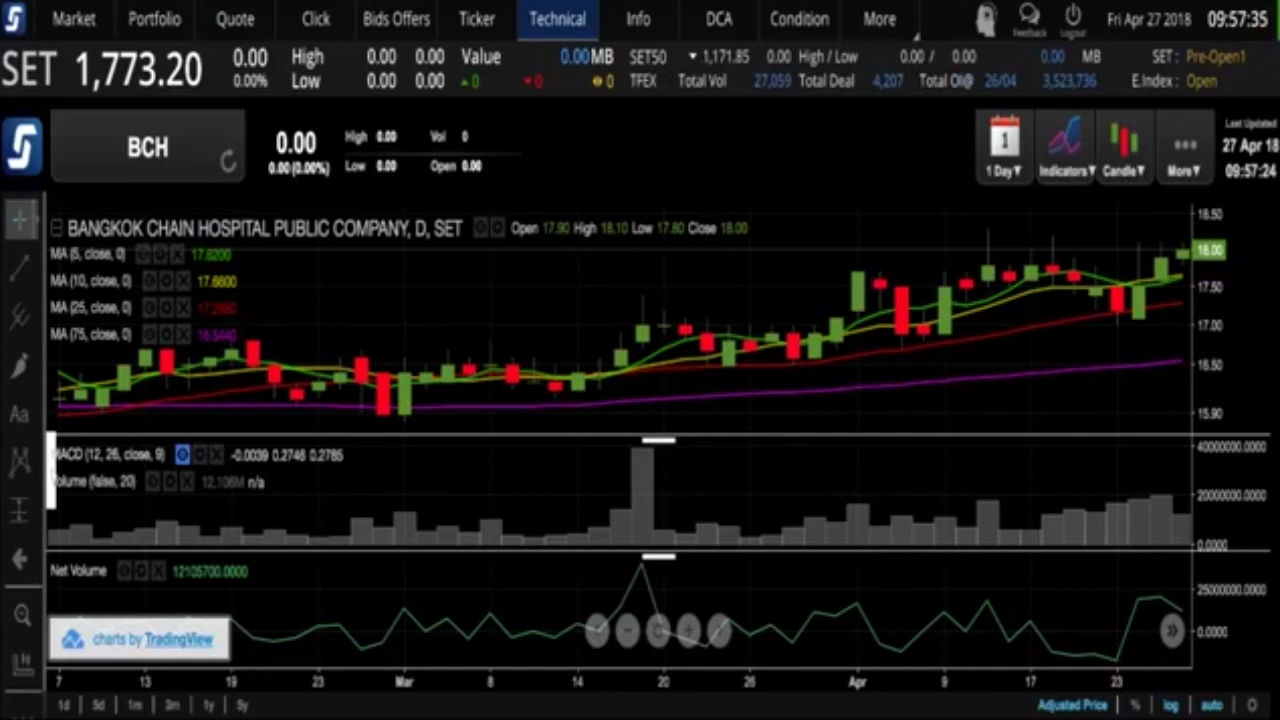 Market Portfolio Quote Click Bids Offers Ticker Technical Info DCA Condition More Feedback Logout Fri Apr 27 2018 09:57:35
SET 1,773.20 0.00 High 0.00 0.00 Value 0.00MB SET50 ▼ 1,171.85 0.00 High / Low 0.00 / 0.00 0.00 MB SET : Pre-Open1
0.00% Low 0.00 0.00 ▲0 ▼0 0 TFEX Total Vol 27,059 Total Deal 4,207 Total OI@ 26/04 3,523,736 E.Index : Open
BCH 0.00 High 0.00 Vol 0
0.00(0.00%) Low 0.00 Open 0.00
1 1 Day▼ Indicators▼ Candle▼ More▼
Last Updated
27 Apr 18
09:57:24
BANGKOK CHAIN HOSPITAL PUBLIC COMPANY, D, SET Open 17.90 High 18.10 Low 17.80 Close 18.00
MA (5, close, 0) 17.6200
MA (10, close, 0) 17.6600
MA (25, close, 0)
MA (75, close, 0) 16.5440
18.50
18.00
17.50
17.00
16.50
15.90
MACD (12, 26, close, 9) -0.0039 0.2746 0.2785
Volume (false, 20) 12.106M n/a
40000000.0000
20000000.0000
0.0000
Net Volume 12105700.0000
25000000.0000
0.0000
charts by TradingView
7 13 19 23 Mar 8 14 20 26 Apr 9 17 23
1d 5d 1m 3m 1y 5y Adjusted Price % log auto
Aa